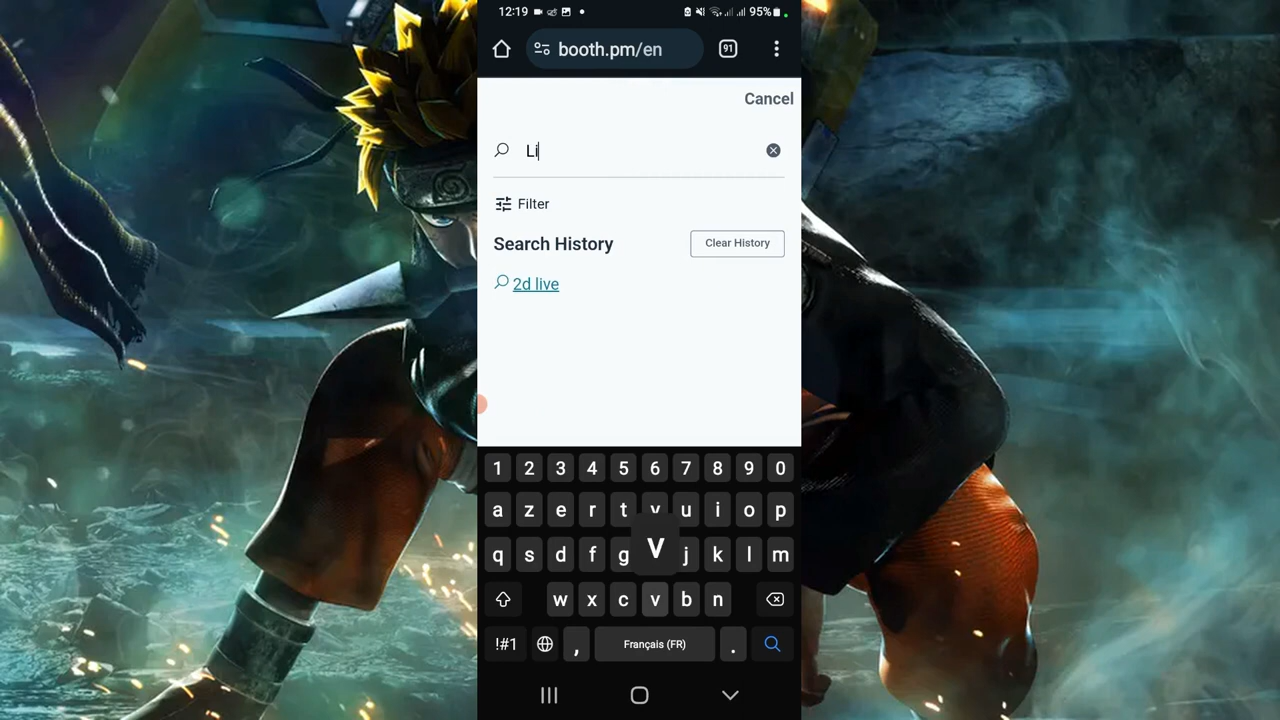 12:19 95%
booth.pm/en 91
Cancel
Li
Filter
Search History Clear History
2d live
1 2 3 4 5 6 7 8 9 0
a z e r t y u i o p
q s d f g v j k l m
w x c v b n
!#1 , Français (FR) .